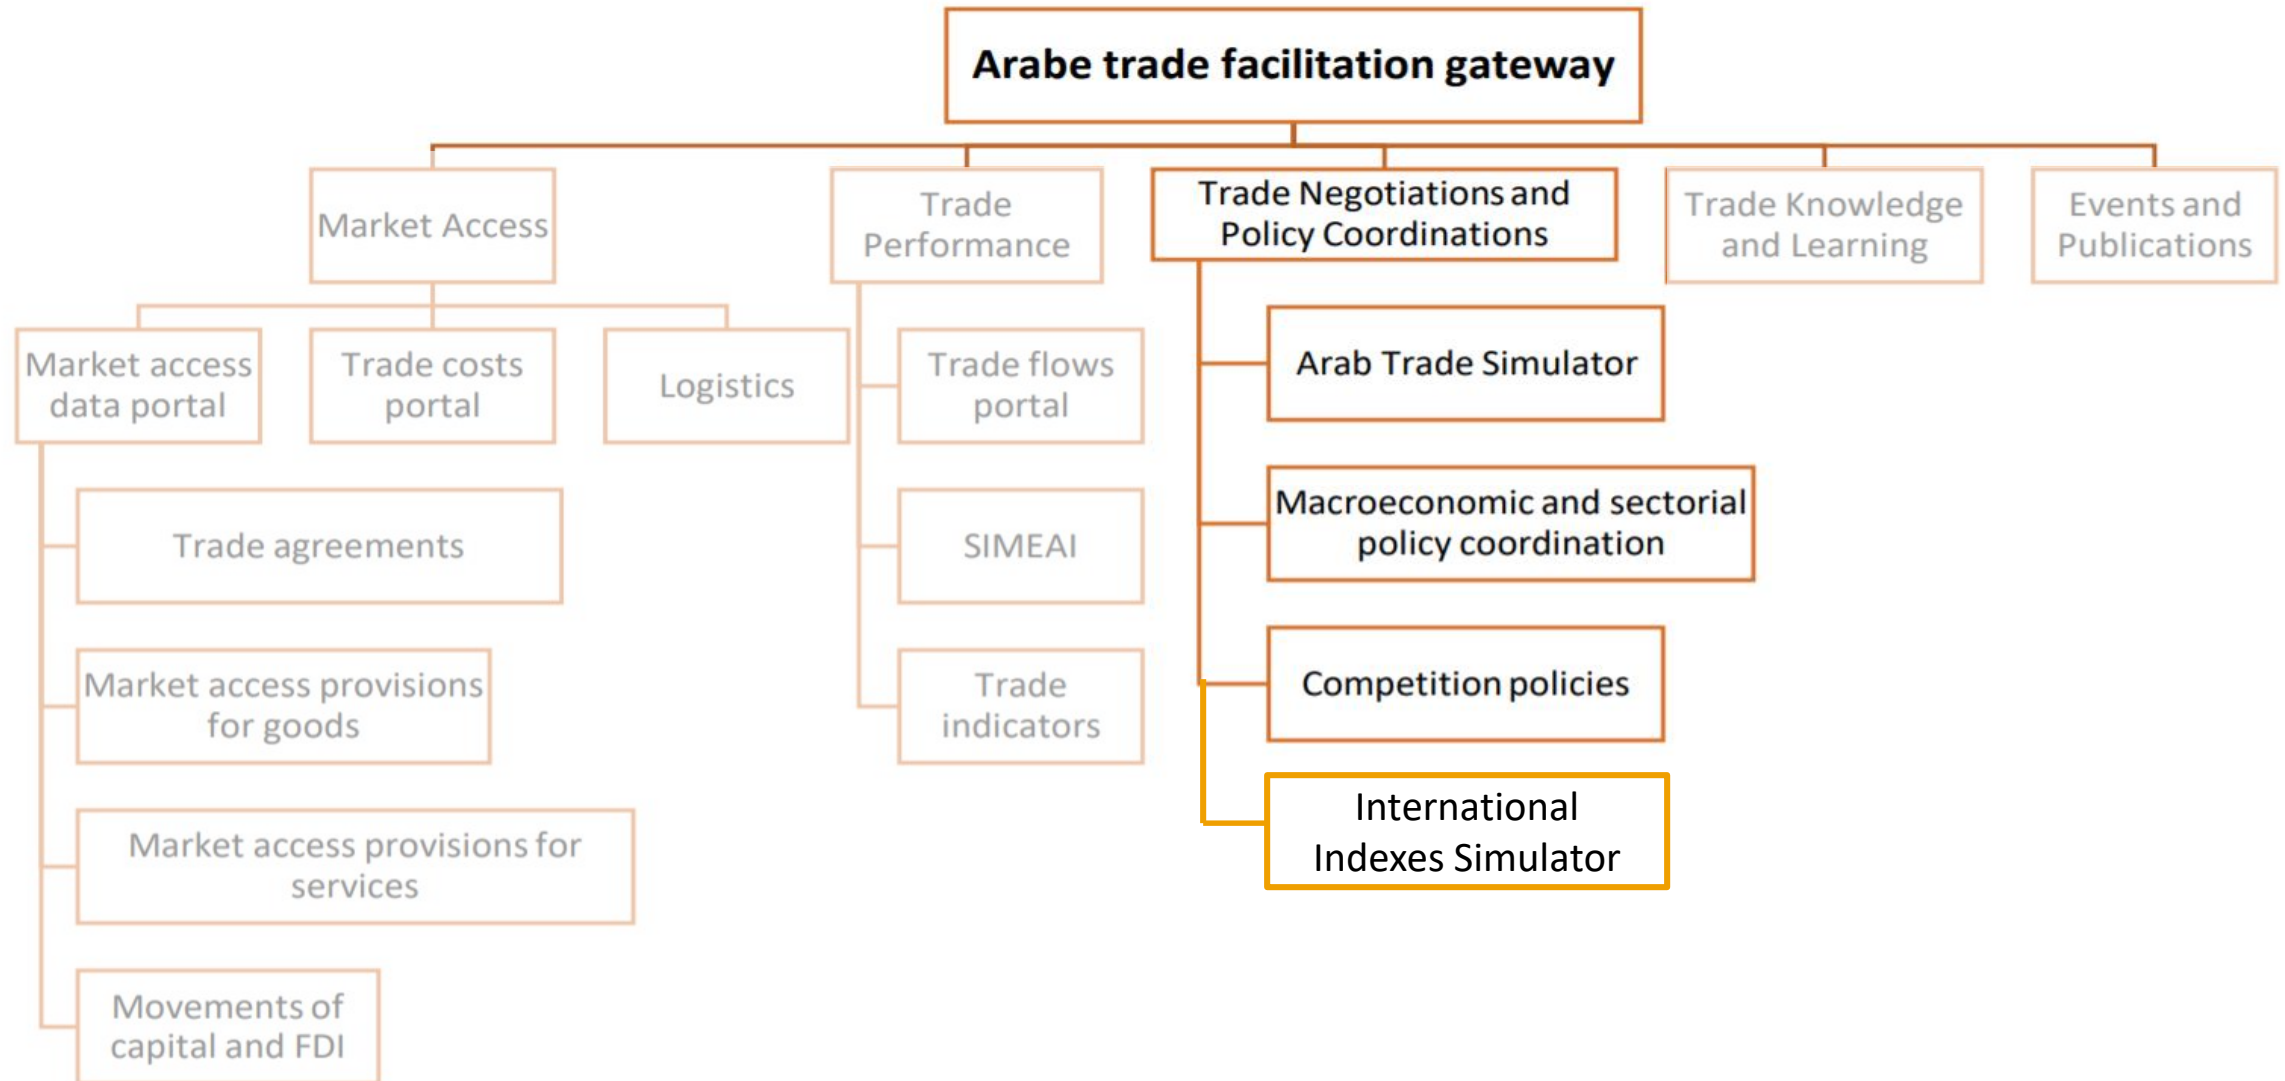 Arabe trade facilitation gateway
Market Access
Trade
Performance
Trade Negotiations and
Policy Coordinations
Trade Knowledge
and Learning
Events and
Publications
Market access
data portal
Trade costs
portal
Logistics
Trade agreements
Market access provisions
for goods
Market access provisions for
services
Movements of
capital and FDI
Trade flows
portal
SIMEAI
Trade
indicators
Arab Trade Simulator
Macroeconomic and sectorial
policy coordination
Competition policies
International
Indexes Simulator